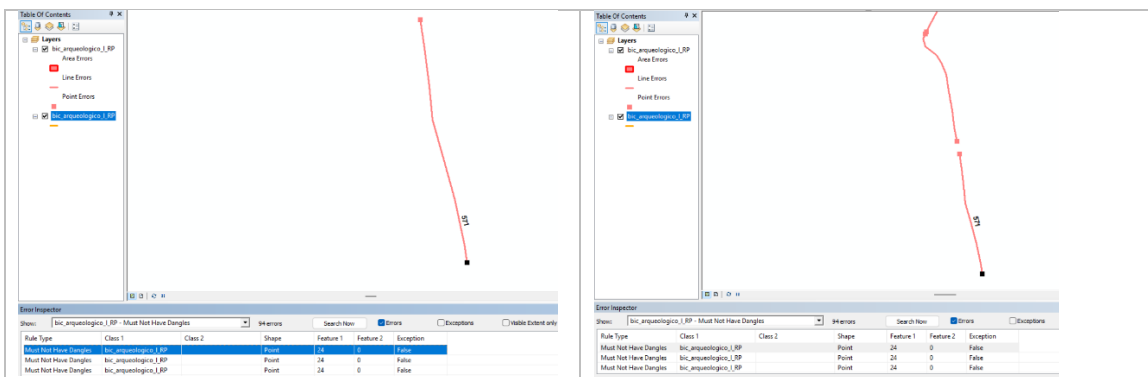 Table Of Contents
Layers
bic_arqueologico_l_RP
Area Errors
Line Errors
Point Errors
bic_arqueologico_l_RP
571
Error Inspector
Show: bic_arqueologico_l_RP - Must Not Have Dangles 94 errors Search Now Errors Exceptions Visible Extent only
Rule Type Class 1 Class 2 Shape Feature 1 Feature 2 Exception
Must Not Have Dangles bic_arqueologico_l_RP Point 24 0 False
Must Not Have Dangles bic_arqueologico_l_RP Point 24 0 False
Must Not Have Dangles bic_arqueologico_l_RP Point 24 0 False
Table Of Contents
Layers
bic_arqueologico_l_RP
Area Errors
Line Errors
Point Errors
bic_arqueologico_l_RP
571
Error Inspector
Show: bic_arqueologico_l_RP - Must Not Have Dangles 94 errors Search Now Errors Exceptions
Rule Type Class 1 Class 2 Shape Feature 1 Feature 2 Exception
Must Not Have Dangles bic_arqueologico_l_RP Point 24 0 False
Must Not Have Dangles bic_arqueologico_l_RP Point 24 0 False
Must Not Have Dangles bic_arqueologico_l_RP Point 24 0 False